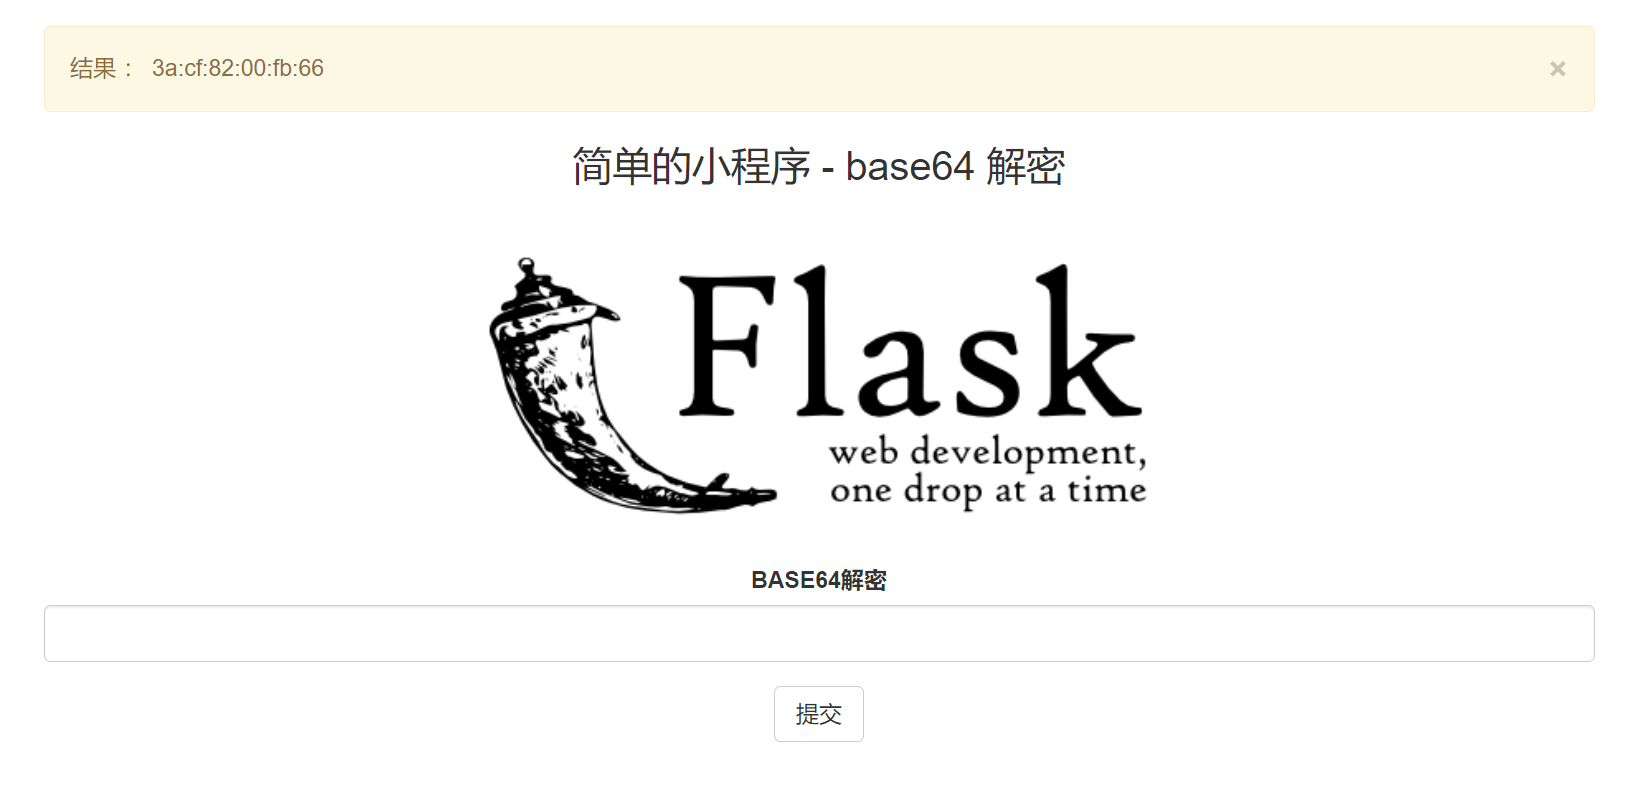 结果： 3a:cf:82:00:fb:66
×
简单的小程序 - base64 解密
Flask
web development,
one drop at a time
BASE64解密
提交